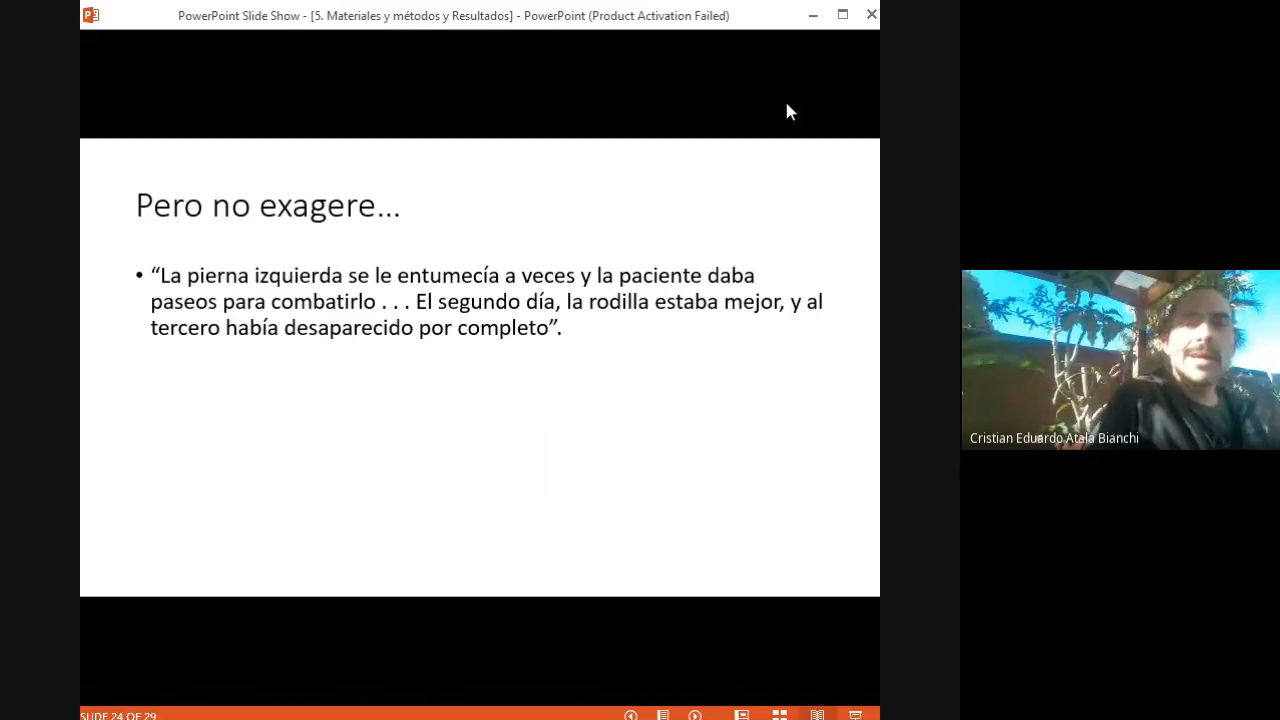 PowerPoint Slide Show - [5. Materiales y métodos y Resultados] - PowerPoint (Product Activation Failed)
Pero no exagere...
• “La pierna izquierda se le entumecía a veces y la paciente daba
paseos para combatirlo . . . El segundo día, la rodilla estaba mejor, y al
tercero había desaparecido por completo”.
Cristian Eduardo Atala Bianchi
SLIDE 24 OF 29